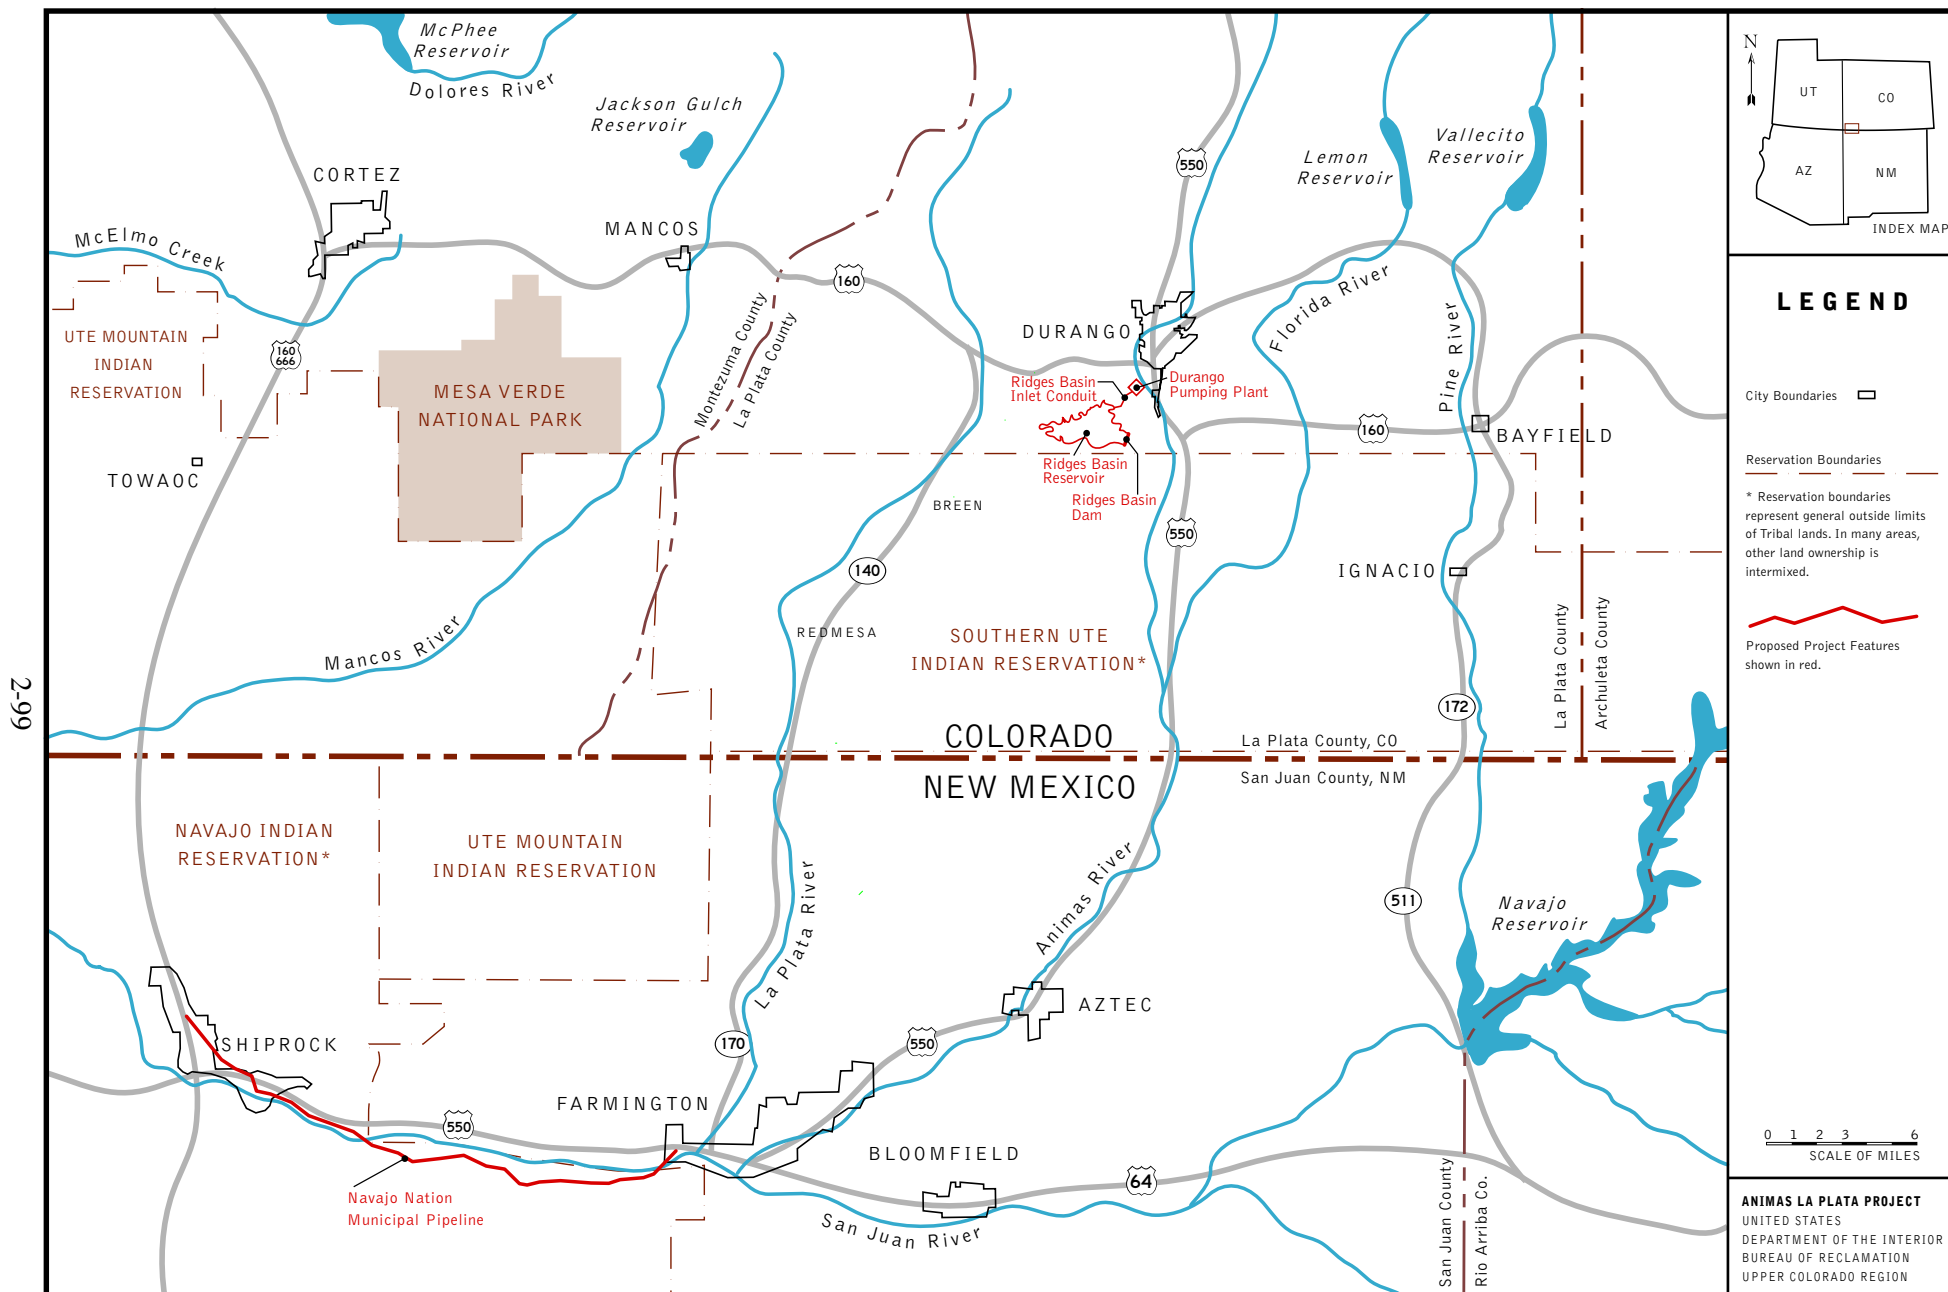 McPhee
Reservoir
Dolores River
Jackson Gulch
Reservoir
CORTEZ
McElmo Creek
MANCOS
160
550
Lemon
Reservoir
Vallecito
Reservoir
UTE MOUNTAIN
INDIAN
RESERVATION
160
666
MESA VERDE
NATIONAL PARK
Montezuma County
La Plata County
DURANGO
Florida River
Pine River
Ridges Basin
Inlet Conduit
Durango
Pumping Plant
160
BAYFIELD
TOWAOC
Ridges Basin
Reservoir
Ridges Basin
Dam
BREEN
550
140
IGNACIO
REDMESA
Mancos River
SOUTHERN UTE
INDIAN RESERVATION*
La Plata County
Archuleta County
172
COLORADO
La Plata County, CO
NEW MEXICO
San Juan County, NM
NAVAJO INDIAN
RESERVATION*
UTE MOUNTAIN
INDIAN RESERVATION
La Plata River
Animas River
511
Navajo
Reservoir
AZTEC
SHIPROCK
170
550
FARMINGTON
550
BLOOMFIELD
64
Navajo Nation
Municipal Pipeline
San Juan River
San Juan County
Rio Arriba Co.
2-99
N
UT
CO
AZ
NM
INDEX MAP
LEGEND
City Boundaries
Reservation Boundaries
* Reservation boundaries
represent general outside limits
of Tribal lands. In many areas,
other land ownership is
intermixed.
Proposed Project Features
shown in red.
0 1 2 3 6
SCALE OF MILES
ANIMAS LA PLATA PROJECT
UNITED STATES
DEPARTMENT OF THE INTERIOR
BUREAU OF RECLAMATION
UPPER COLORADO REGION